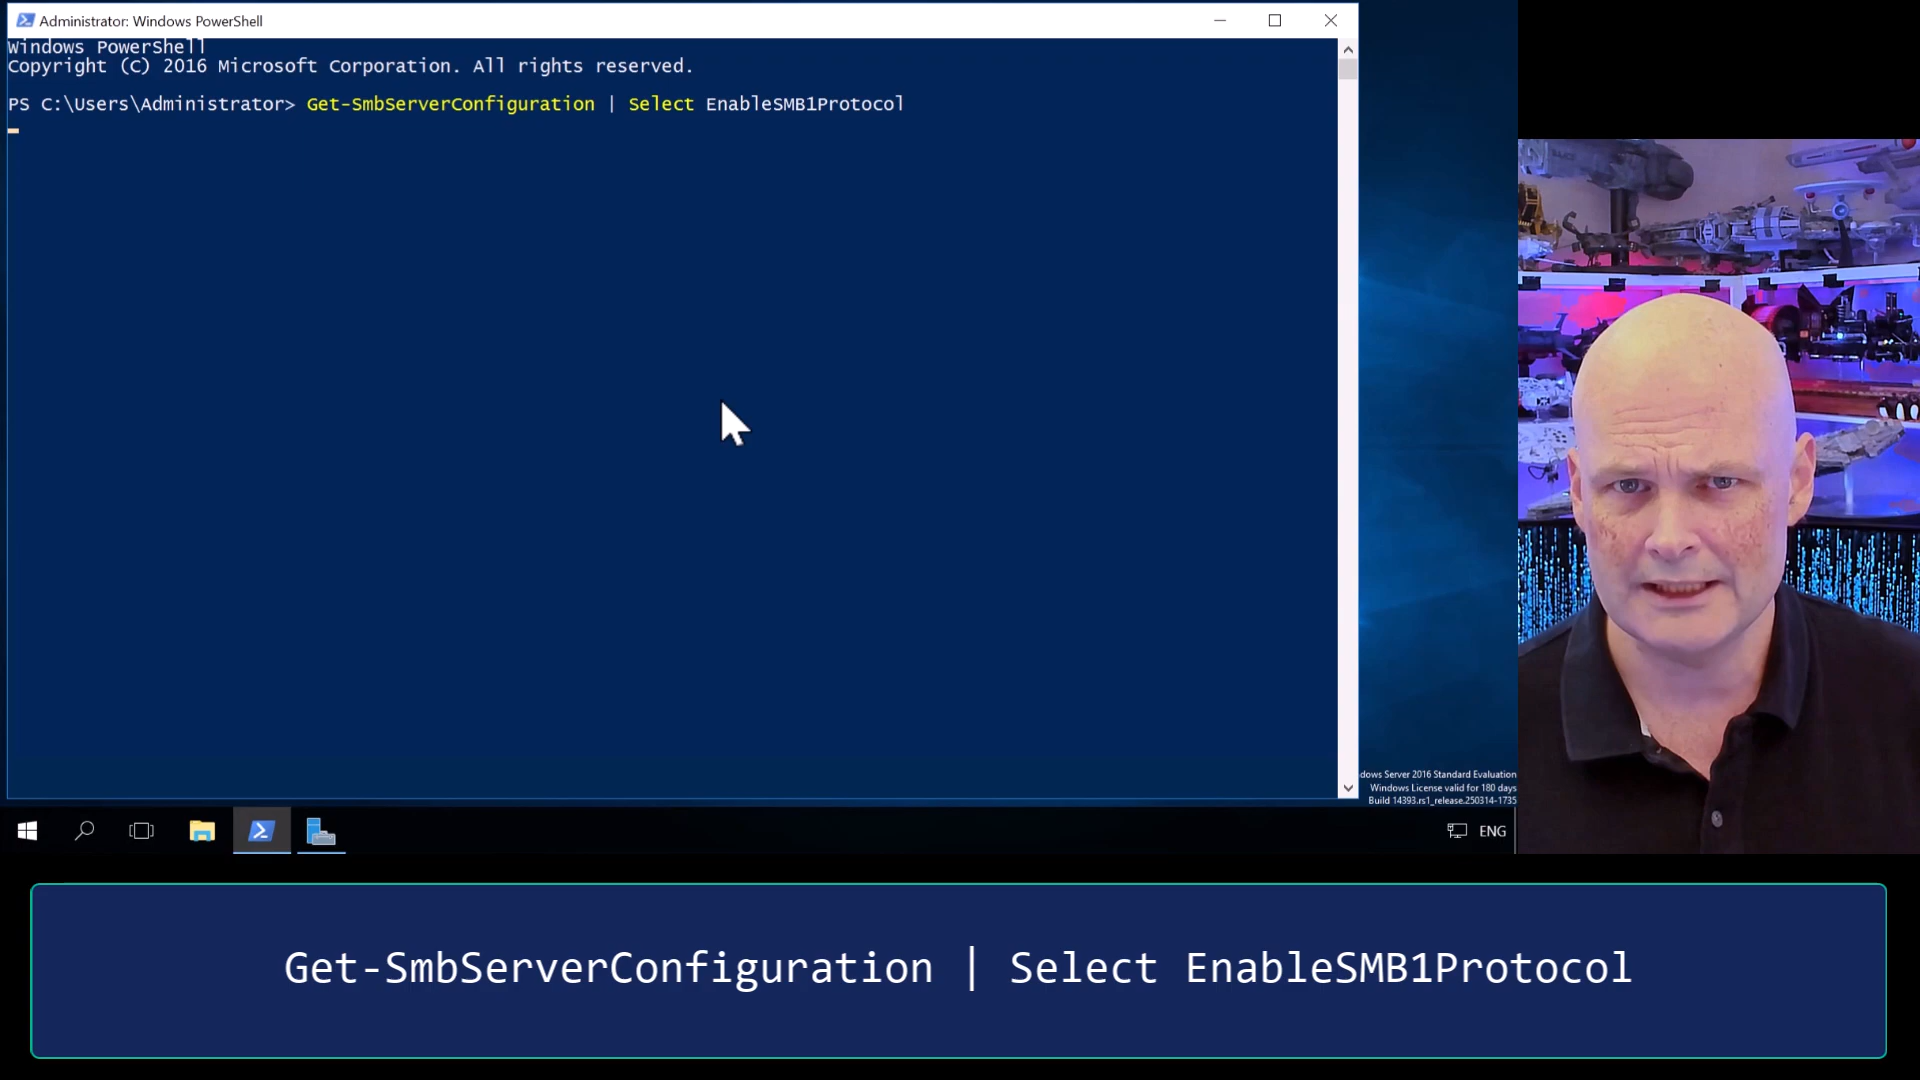 Administrator: Windows PowerShell
Windows PowerShell
Copyright (C) 2016 Microsoft Corporation. All rights reserved.
PS C:\Users\Administrator> Get-SmbServerConfiguration | Select EnableSMB1Protocol
dows Server 2016 Standard Evaluation
Windows License valid for 180 days
Build 14393.rs1_release.250314-1735
ENG
Get-SmbServerConfiguration | Select EnableSMB1Protocol